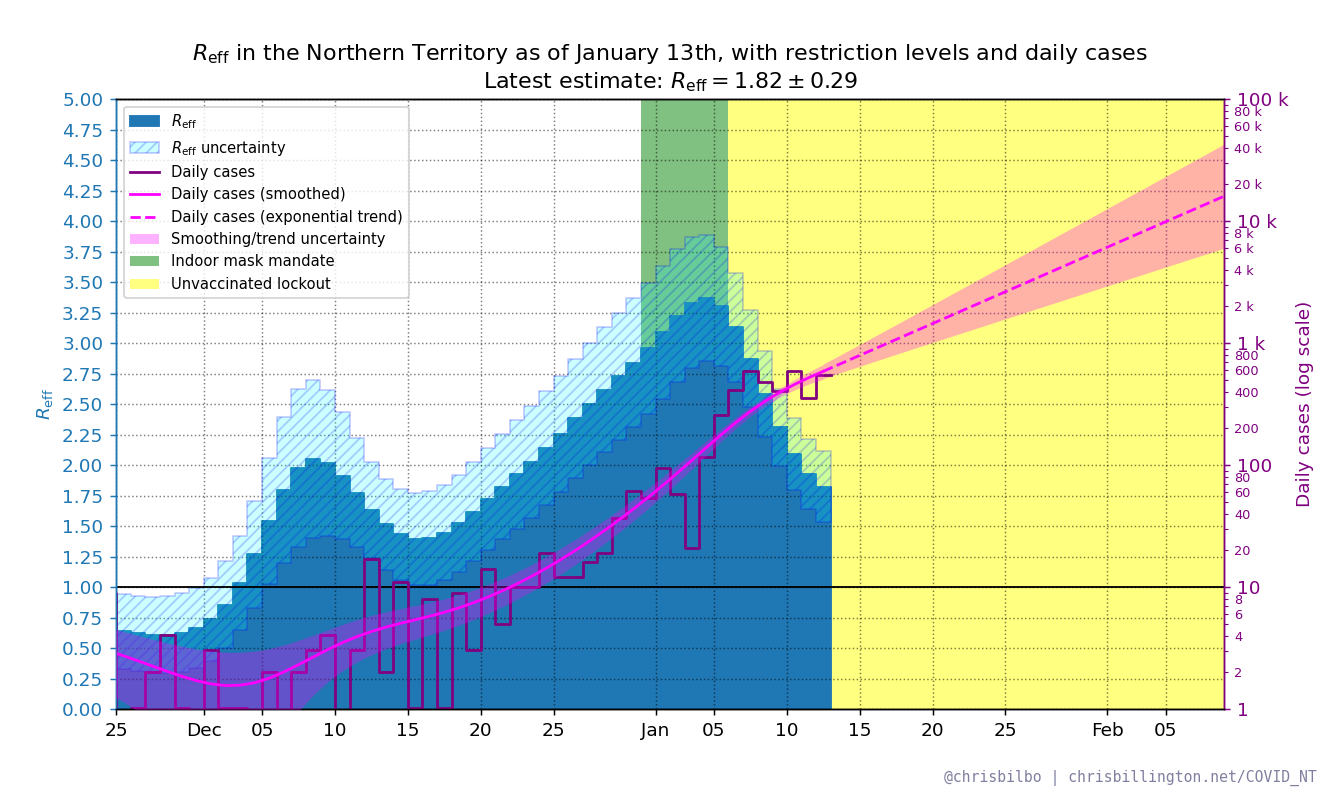 R_eff in the Northern Territory as of January 13th, with restriction levels and daily cases
Latest estimate: R_eff = 1.82 ± 0.29
R_eff
R_eff uncertainty
Daily cases
Daily cases (smoothed)
Daily cases (exponential trend)
Smoothing/trend uncertainty
Indoor mask mandate
Unvaccinated lockout
R_eff
5.00
4.75
4.50
4.25
4.00
3.75
3.50
3.25
3.00
2.75
2.50
2.25
2.00
1.75
1.50
1.25
1.00
0.75
0.50
0.25
0.00
25 Dec 05 10 15 20 25 Jan 05 10 15 20 25 Feb 05
100 k
80 k
60 k
40 k
20 k
10 k
8 k
6 k
4 k
2 k
1 k
800
600
400
200
100
80
60
40
20
10
8
6
4
2
1
Daily cases (log scale)
@chrisbilbo | chrisbillington.net/COVID_NT